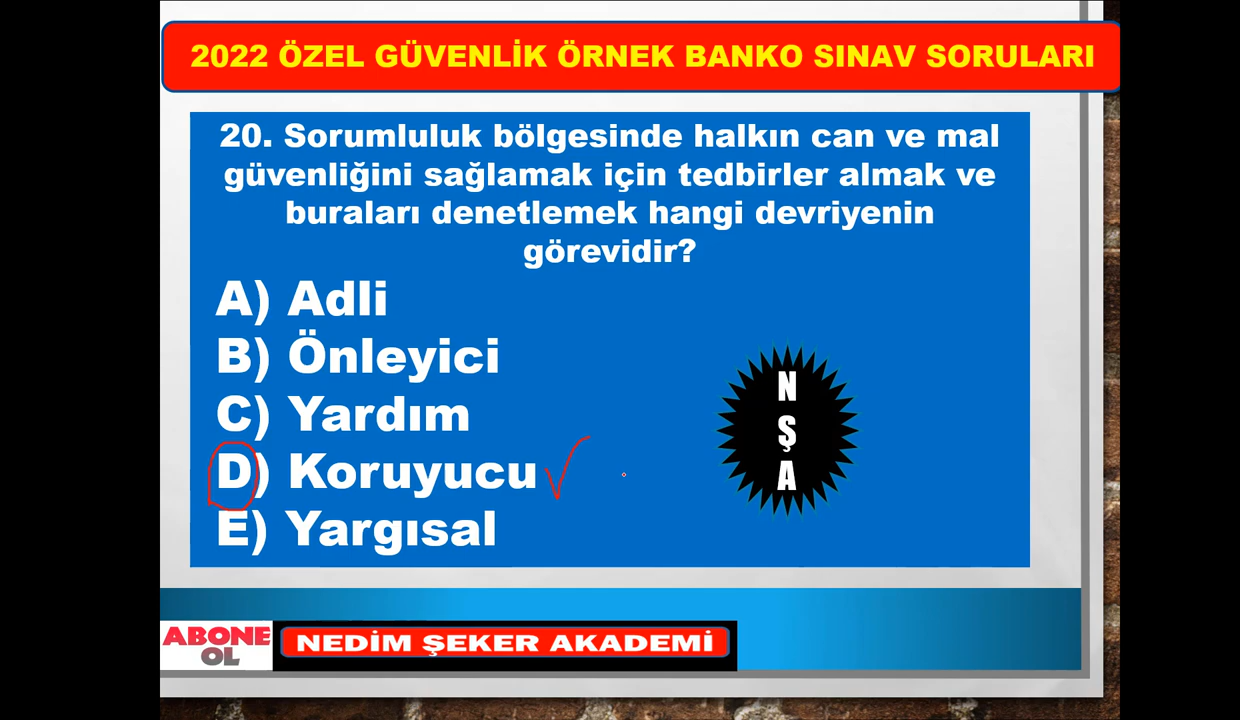 2022 ÖZEL GÜVENLİK ÖRNEK BANKO SINAV SORULARI
20. Sorumluluk bölgesinde halkın can ve mal
güvenliğini sağlamak için tedbirler almak ve
buraları denetlemek hangi devriyenin
görevidir?
A) Adli
B) Önleyici
C) Yardım
D) Koruyucu
E) Yargısal
N
Ş
A
ABONE
OL
NEDİM ŞEKER AKADEMİ